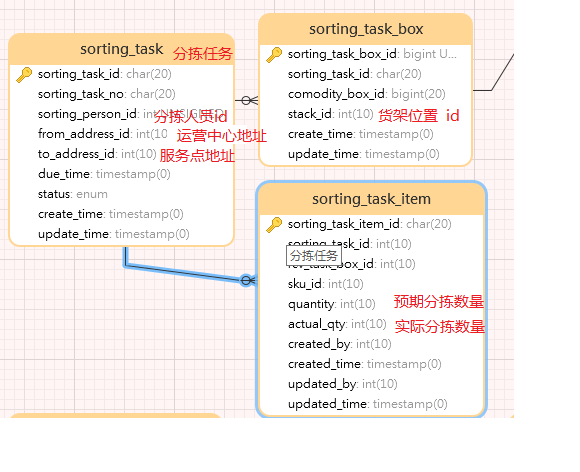 sorting_task
分拣任务
sorting_task_id: char(20)
sorting_task_no: char(20)
sorting_person_id: int
分拣人员id
from_address_id: int(10)
运营中心地址
to_address_id: int(10)
服务点地址
due_time: timestamp(0)
status: enum
create_time: timestamp(0)
update_time: timestamp(0)
sorting_task_box
sorting_task_box_id: bigint U...
sorting_task_id: char(20)
comodity_box_id: bigint(20)
stack_id: int(10)
货架位置 id
create_time: timestamp(0)
update_time: timestamp(0)
sorting_task_item
sorting_task_item_id: char(20)
sorting_task_id: int(10)
分拣任务
task_box_id: int(10)
sku_id: int(10)
quantity: int(10)
预期分拣数量
actual_qty: int(10)
实际分拣数量
created_by: int(10)
created_time: timestamp(0)
updated_by: int(10)
updated_time: timestamp(0)